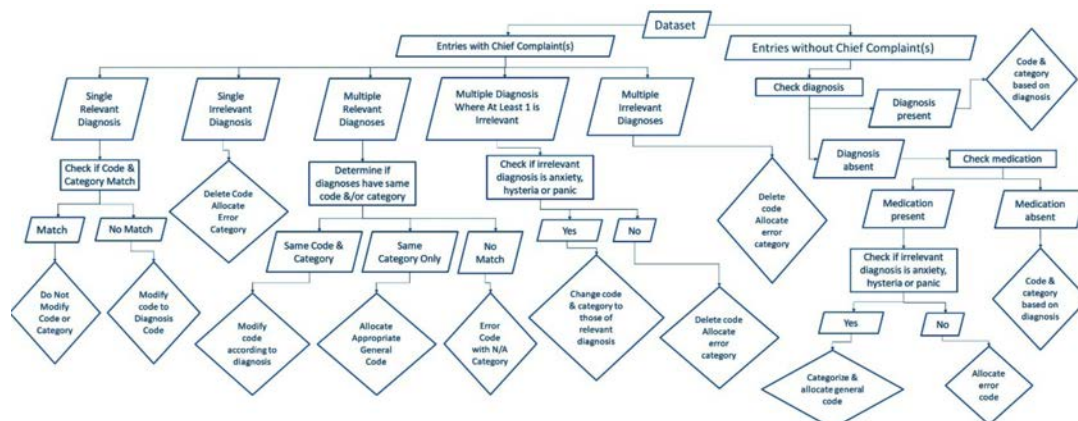 Dataset
Entries with Chief Complaint(s)
Entries without Chief Complaint(s)
Single
Relevant
Diagnosis
Single
Irrelevant
Diagnosis
Multiple
Relevant
Diagnoses
Multiple Diagnosis
Where At Least 1 is
Irrelevant
Multiple
Irrelevant
Diagnoses
Check diagnosis
Diagnosis
present
Code &
category
based on
diagnosis
Check if Code &
Category Match
Delete Code
Allocate
Error
Category
Determine if
diagnoses have same
code &/or category
Check if irrelevant
diagnosis is anxiety,
hysteria or panic
Delete
code
Allocate
error
category
Diagnosis
absent
Check medication
Medication
present
Medication
absent
Match
No Match
Same Code &
Category
Same
Category Only
No
Match
Yes
No
Check if irrelevant
diagnosis is anxiety,
hysteria or panic
Code
& category
based on
diagnosis
Do Not
Modify
Code or
Category
Modify
code to
Diagnosis
Code
Modify
code
according to
diagnosis
Allocate
Appropriate
General
Code
Error
Code
with N/A
Category
Change code
& category to
those of
relevant
diagnosis
Delete code
Allocate
error
category
Yes
No
Categorize &
allocate general
code
Allocate
error
code